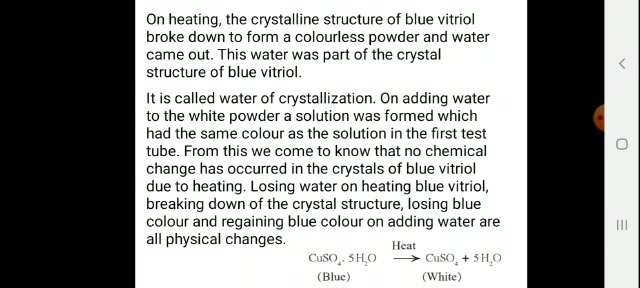 On heating, the crystalline structure of blue vitriol
broke down to form a colourless powder and water
came out. This water was part of the crystal
structure of blue vitriol.
It is called water of crystallization. On adding water
to the white powder a solution was formed which
had the same colour as the solution in the first test
tube. From this we come to know that no chemical
change has occurred in the crystals of blue vitriol
due to heating. Losing water on heating blue vitriol,
breaking down of the crystal structure, losing blue
colour and regaining blue colour on adding water are
all physical changes.
Heat
CuSO₄. 5H₂O ⟶ CuSO₄ + 5H₂O
(Blue) (White)